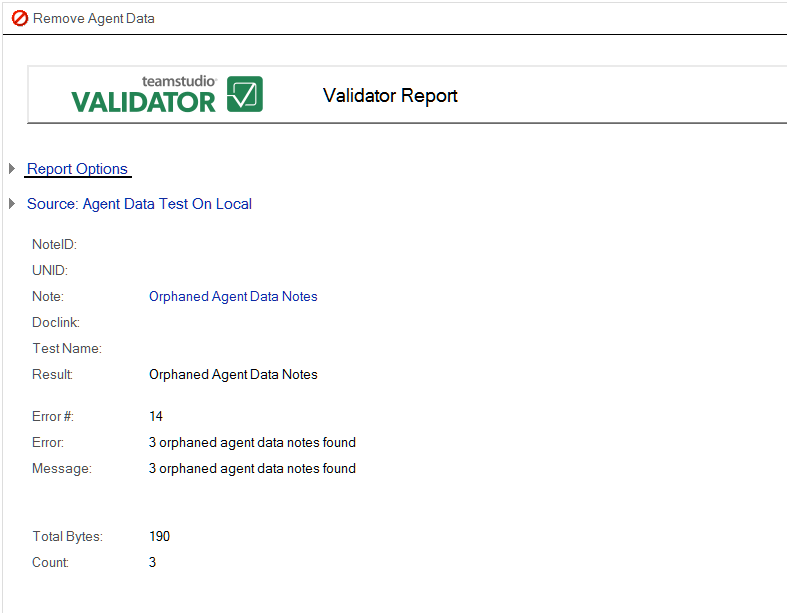 Remove Agent Data
teamstudio®
VALIDATOR
Validator Report
Report Options
Source: Agent Data Test On Local
NoteID:
UNID:
Note: Orphaned Agent Data Notes
Doclink:
Test Name:
Result: Orphaned Agent Data Notes
Error #: 14
Error: 3 orphaned agent data notes found
Message: 3 orphaned agent data notes found
Total Bytes: 190
Count: 3